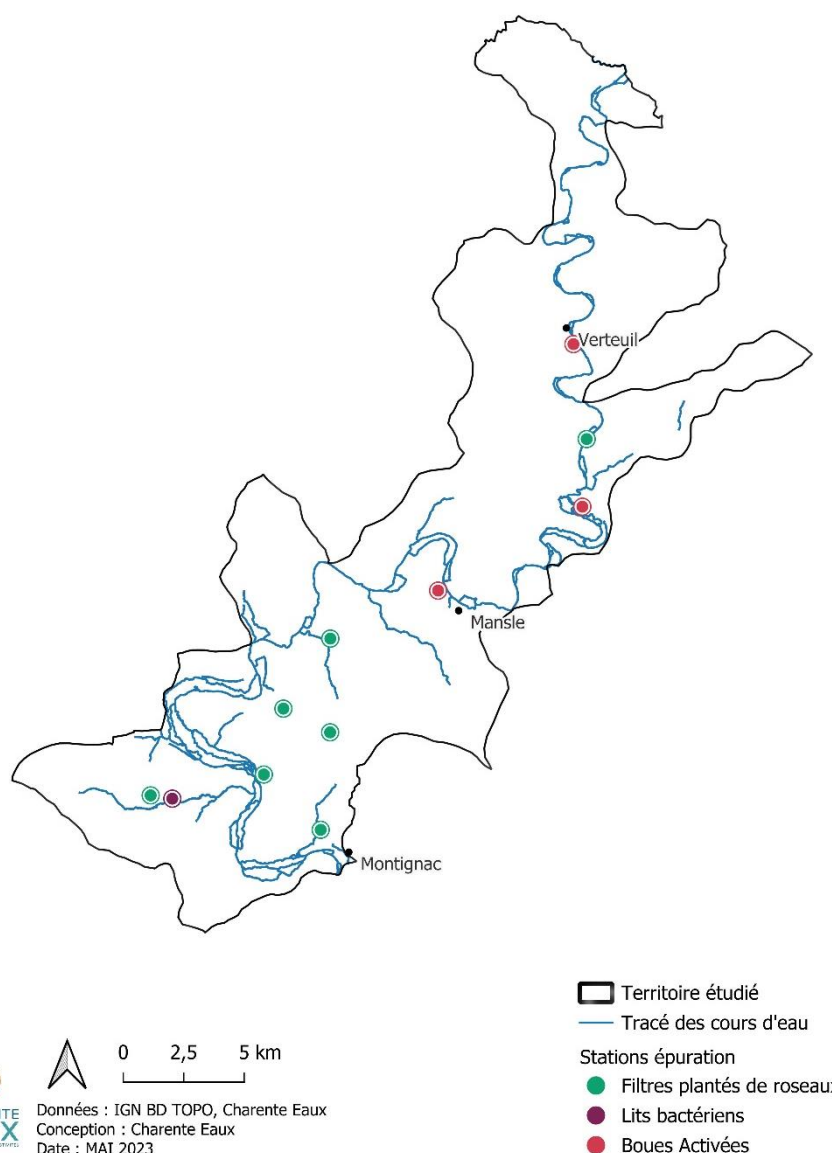 Verteuil
Mansle
Montignac
0 2,5 5 km
Territoire étudié
Tracé des cours d'eau
Stations épuration
Filtres plantés de roseaux
Lits bactériens
Boues Activées
Données : IGN BD TOPO, Charente Eaux
Conception : Charente Eaux
Date : MAI 2023